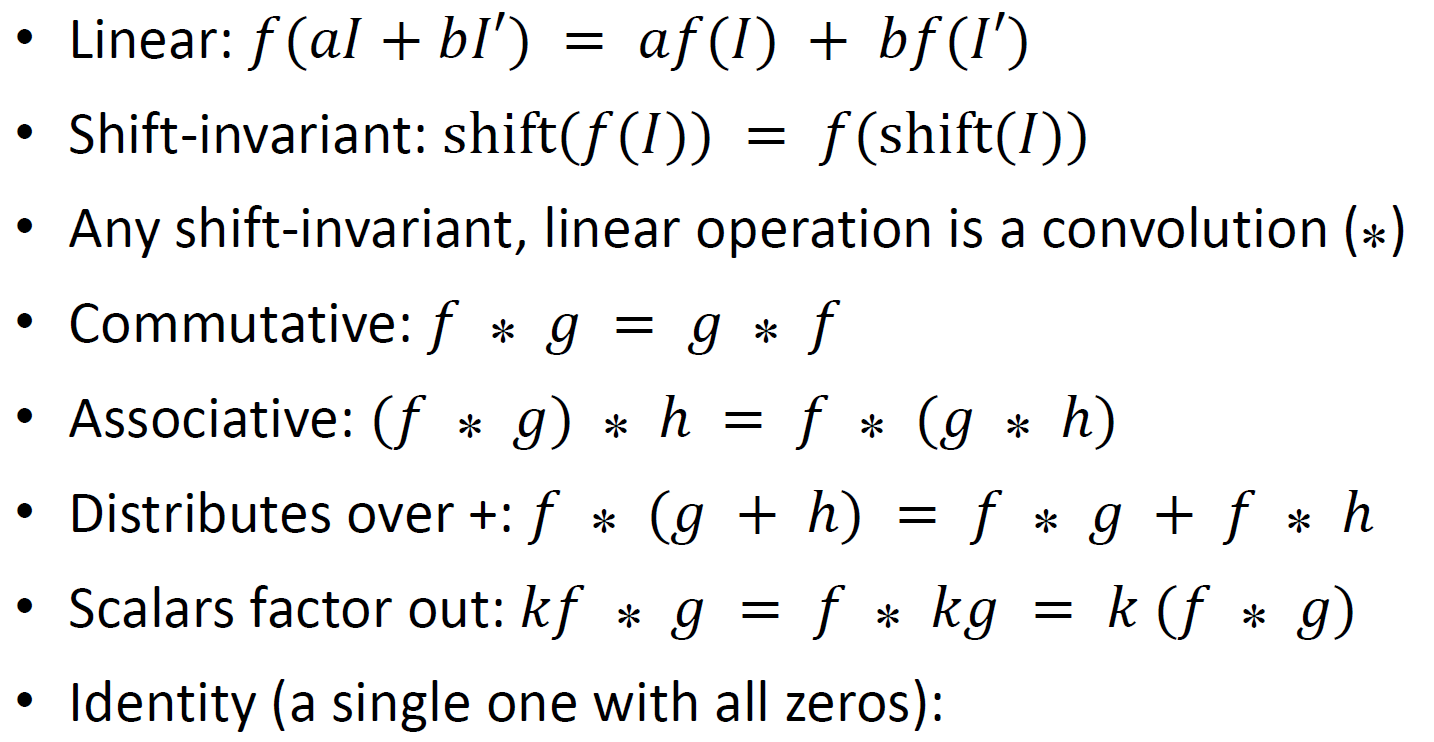 • Linear: f(aI + bI′) = af(I) + bf(I′)
• Shift-invariant: shift(f(I)) = f(shift(I))
• Any shift-invariant, linear operation is a convolution (∗)
• Commutative: f ∗ g = g ∗ f
• Associative: (f ∗ g) ∗ h = f ∗ (g ∗ h)
• Distributes over +: f ∗ (g + h) = f ∗ g + f ∗ h
• Scalars factor out: kf ∗ g = f ∗ kg = k (f ∗ g)
• Identity (a single one with all zeros):